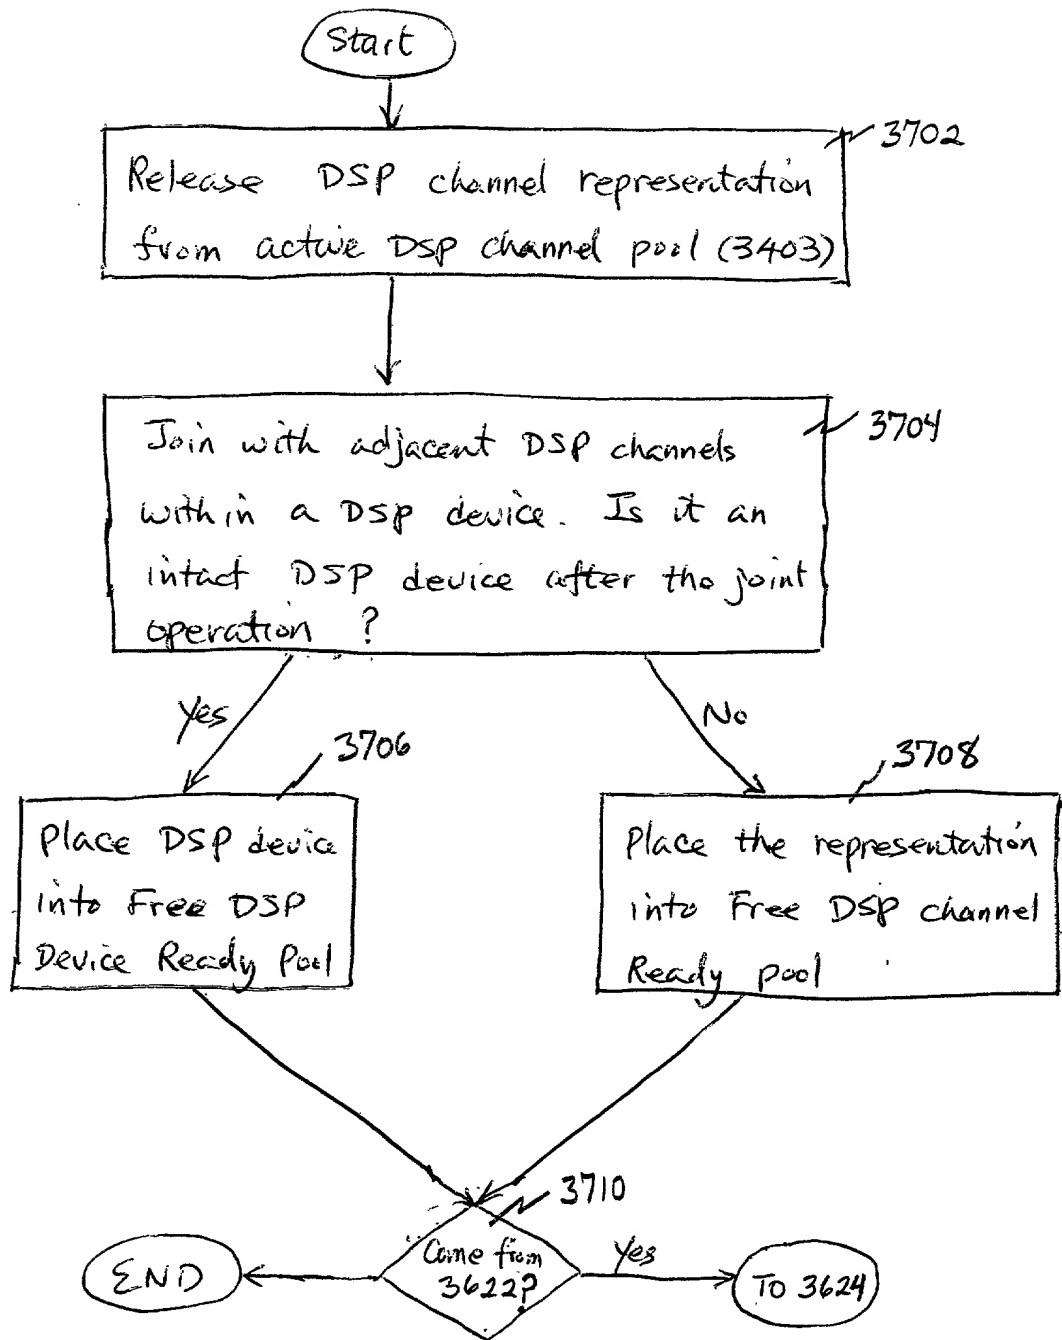 Start
3702
Release DSP channel representation
from active DSP channel pool (3403)
3704
Join with adjacent DSP channels
within a DSP device. Is it an
intact DSP device after the joint
operation ?
Yes
No
3706
3708
Place DSP device
into Free DSP
Device Ready Pool
Place the representation
into Free DSP channel
Ready pool
3710
Come from
3622?
Yes
END
TO 3624